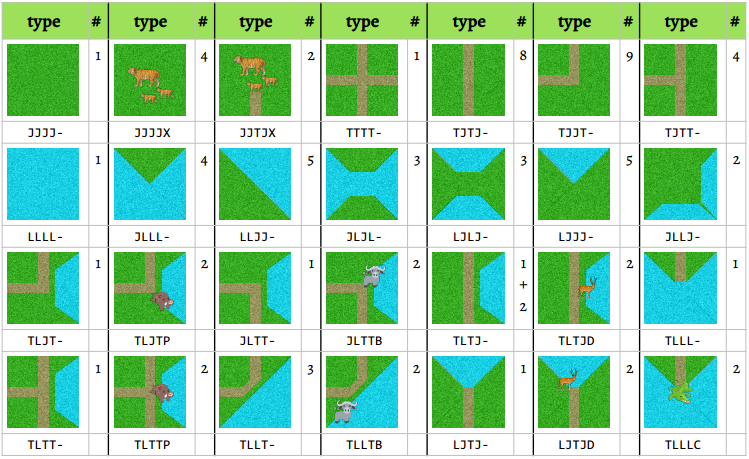 type # type # type # type # type # type # type #
1 4 2 1 8 9 4
JJJJ- JJJJX JJTJX TTTT- TJTJ- TJJT- TJTT-
1 4 5 3 3 5 2
LLLL- JLLL- LLJJ- JLJL- LJLJ- LJJJ- JLLJ-
1 2 1 2 1 + 2 2 1
TLJT- TLJTP JLTT- JLTTB TLTJ- TLTJD TLLL-
1 2 3 2 1 2 2
TLTT- TLTTP TLLT- TLLTB LJTJ- LJTJD TLLLC